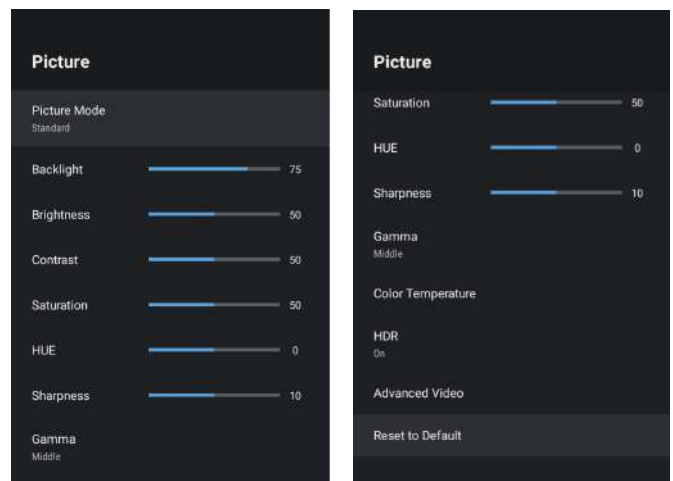 Picture
Picture Mode
Standard
Backlight 75
Brightness 50
Contrast 50
Saturation 50
HUE 0
Sharpness 10
Gamma
Middle
Picture
Saturation 50
HUE 0
Sharpness 10
Gamma
Middle
Color Temperature
HDR
On
Advanced Video
Reset to Default